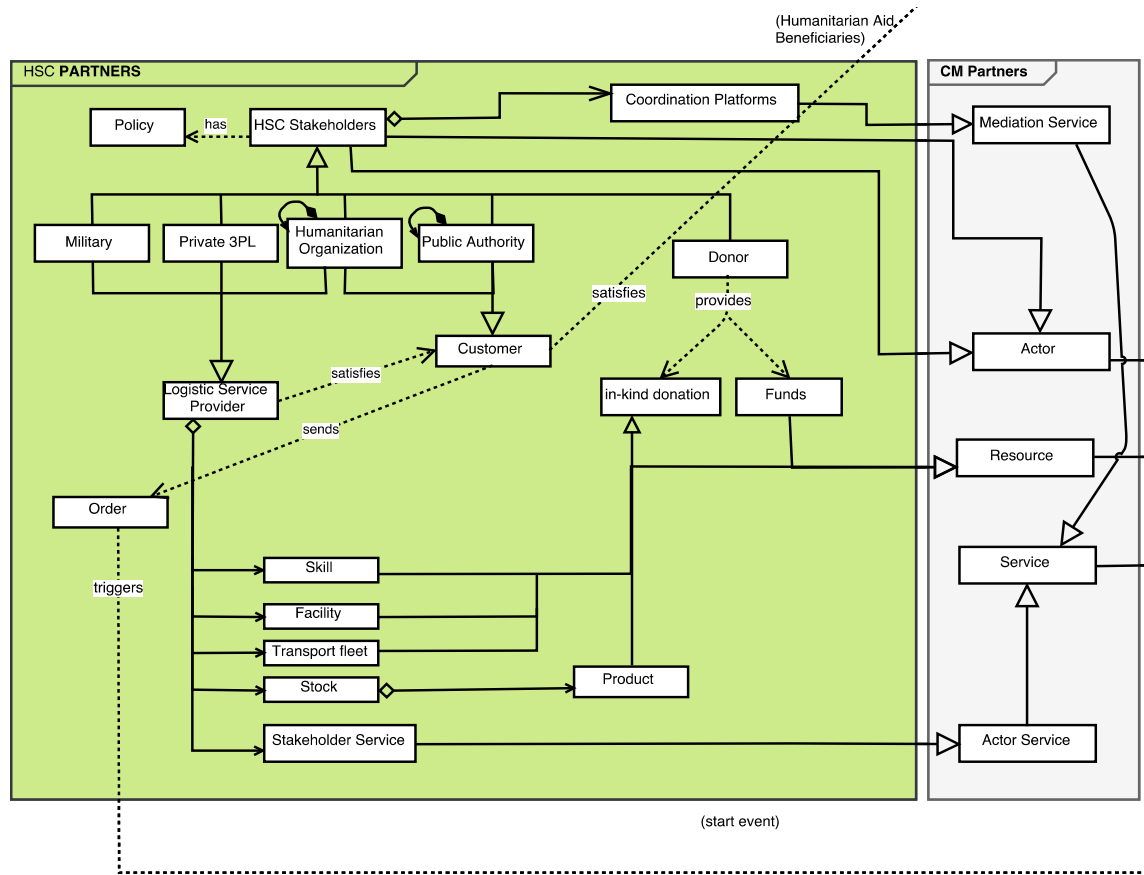 (Humanitarian Aid
Beneficiaries)
HSC PARTNERS
CM Partners
Coordination Platforms
Policy
has
HSC Stakeholders
Mediation Service
Military
Private 3PL
Humanitarian
Organization
Public Authority
Donor
satisfies
provides
Customer
Actor
satisfies
Logistic Service
Provider
in-kind donation
Funds
sends
Resource
Order
Skill
Service
triggers
Facility
Transport fleet
Stock
Product
Stakeholder Service
Actor Service
(start event)